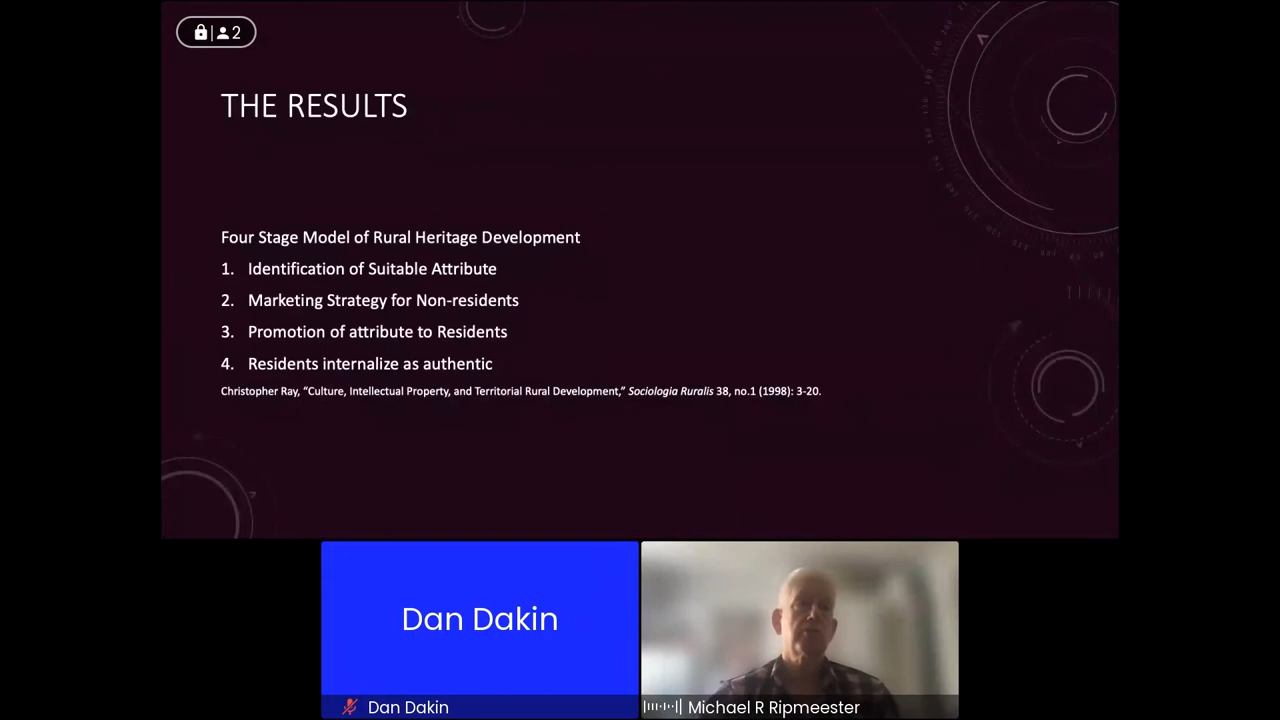 2
THE RESULTS
Four Stage Model of Rural Heritage Development
1. Identification of Suitable Attribute
2. Marketing Strategy for Non-residents
3. Promotion of attribute to Residents
4. Residents internalize as authentic
Christopher Ray, “Culture, Intellectual Property, and Territorial Rural Development,” Sociologia Ruralis 38, no.1 (1998): 3-20.
Dan Dakin
Dan Dakin
Michael R Ripmeester